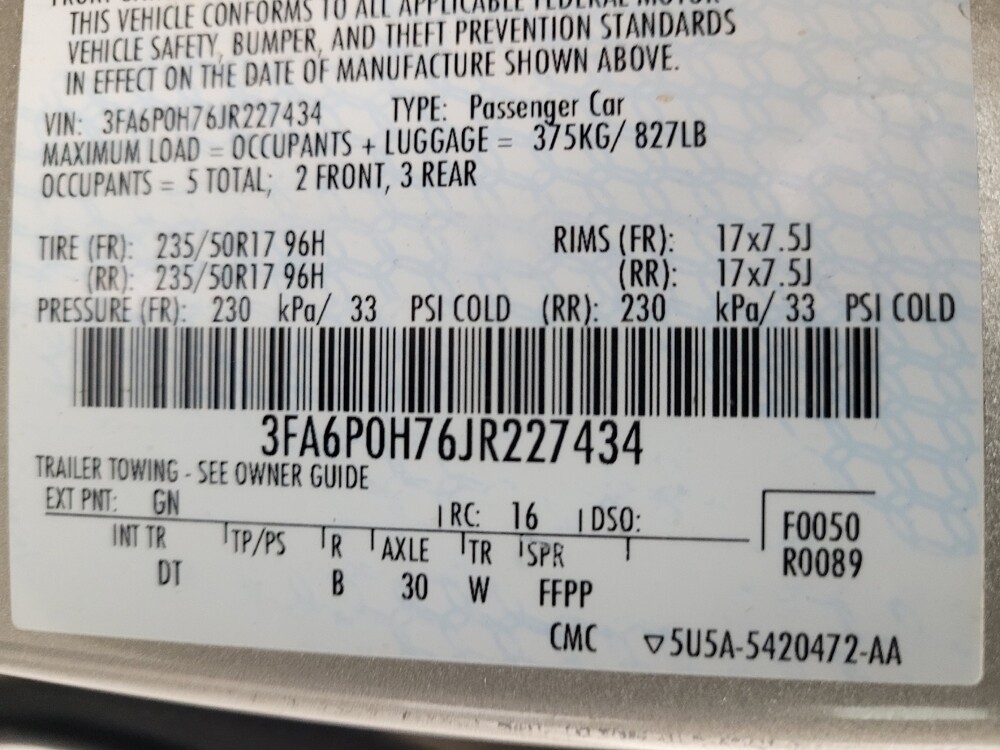 THIS VEHICLE CONFORMS TO ALL APPLICABLE FEDERAL MOTOR
VEHICLE SAFETY, BUMPER, AND THEFT PREVENTION STANDARDS
IN EFFECT ON THE DATE OF MANUFACTURE SHOWN ABOVE.
VIN: 3FA6P0H76JR227434 TYPE: Passenger Car
MAXIMUM LOAD = OCCUPANTS + LUGGAGE = 375KG/ 827LB
OCCUPANTS = 5 TOTAL; 2 FRONT, 3 REAR
TIRE (FR): 235/50R17 96H RIMS (FR): 17x7.5J
(RR): 235/50R17 96H (RR): 17x7.5J
PRESSURE (FR): 230 kPa/ 33 PSI COLD (RR): 230 kPa/ 33 PSI COLD
3FA6P0H76JR227434
TRAILER TOWING - SEE OWNER GUIDE
EXT PNT: GN RC: 16 DSO: F0050
INT TR TP/PS R AXLE TR SPR R0089
DT B 30 W FFPP
CMC ▽5U5A-5420472-AA